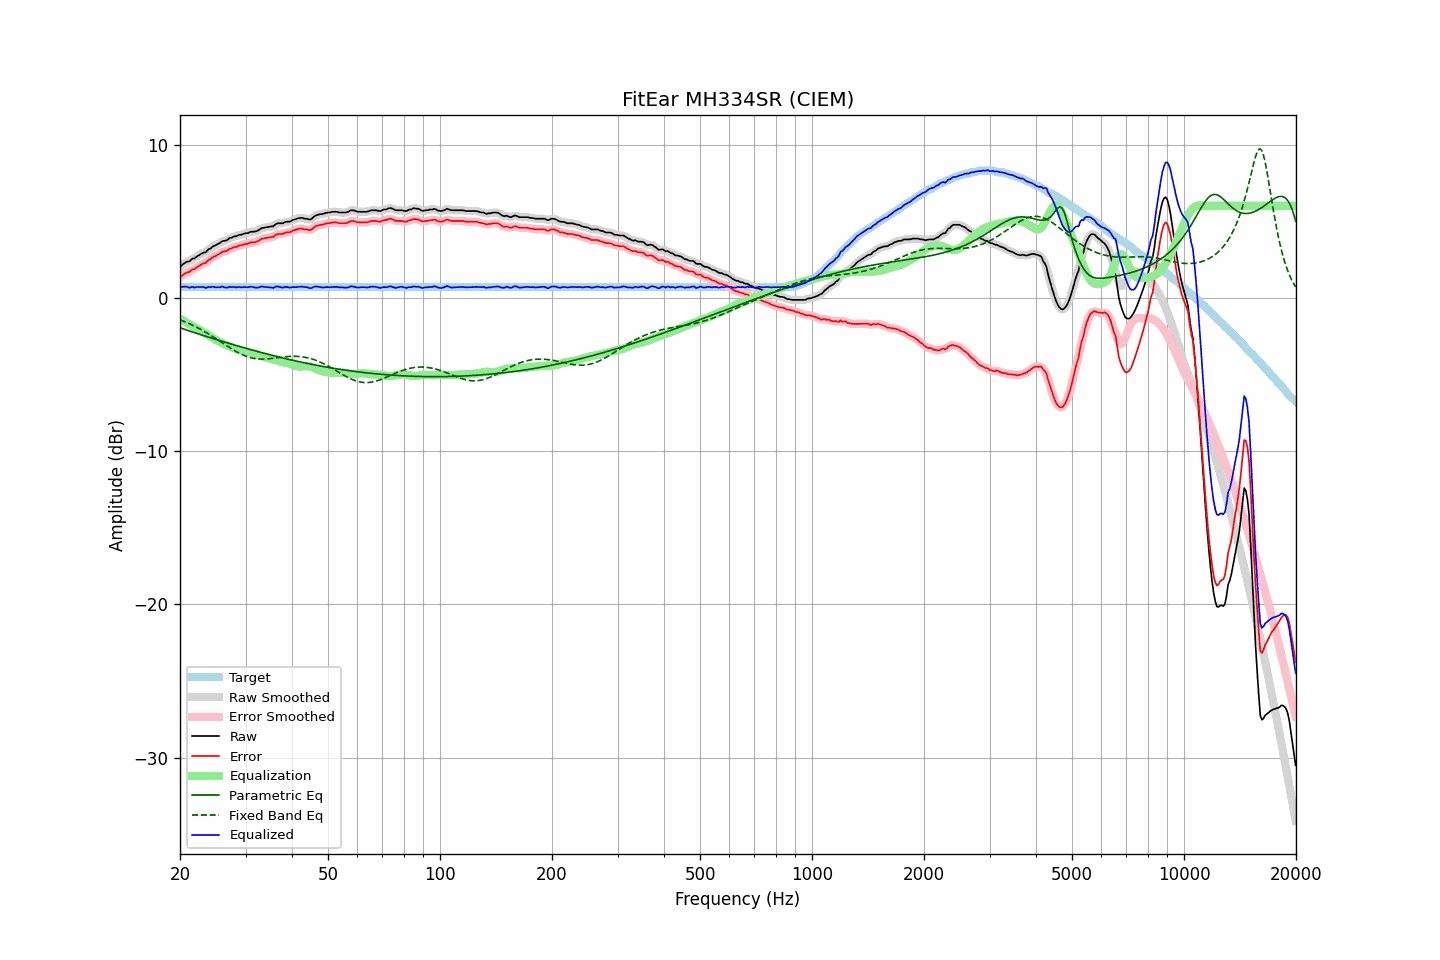 FitEar MH334SR (CIEM)
10
0
−10
−20
−30
Amplitude (dBr)
Target
Raw Smoothed
Error Smoothed
Raw
Error
Equalization
Parametric Eq
Fixed Band Eq
Equalized
20
50
100
200
500
1000
2000
5000
10000
20000
Frequency (Hz)